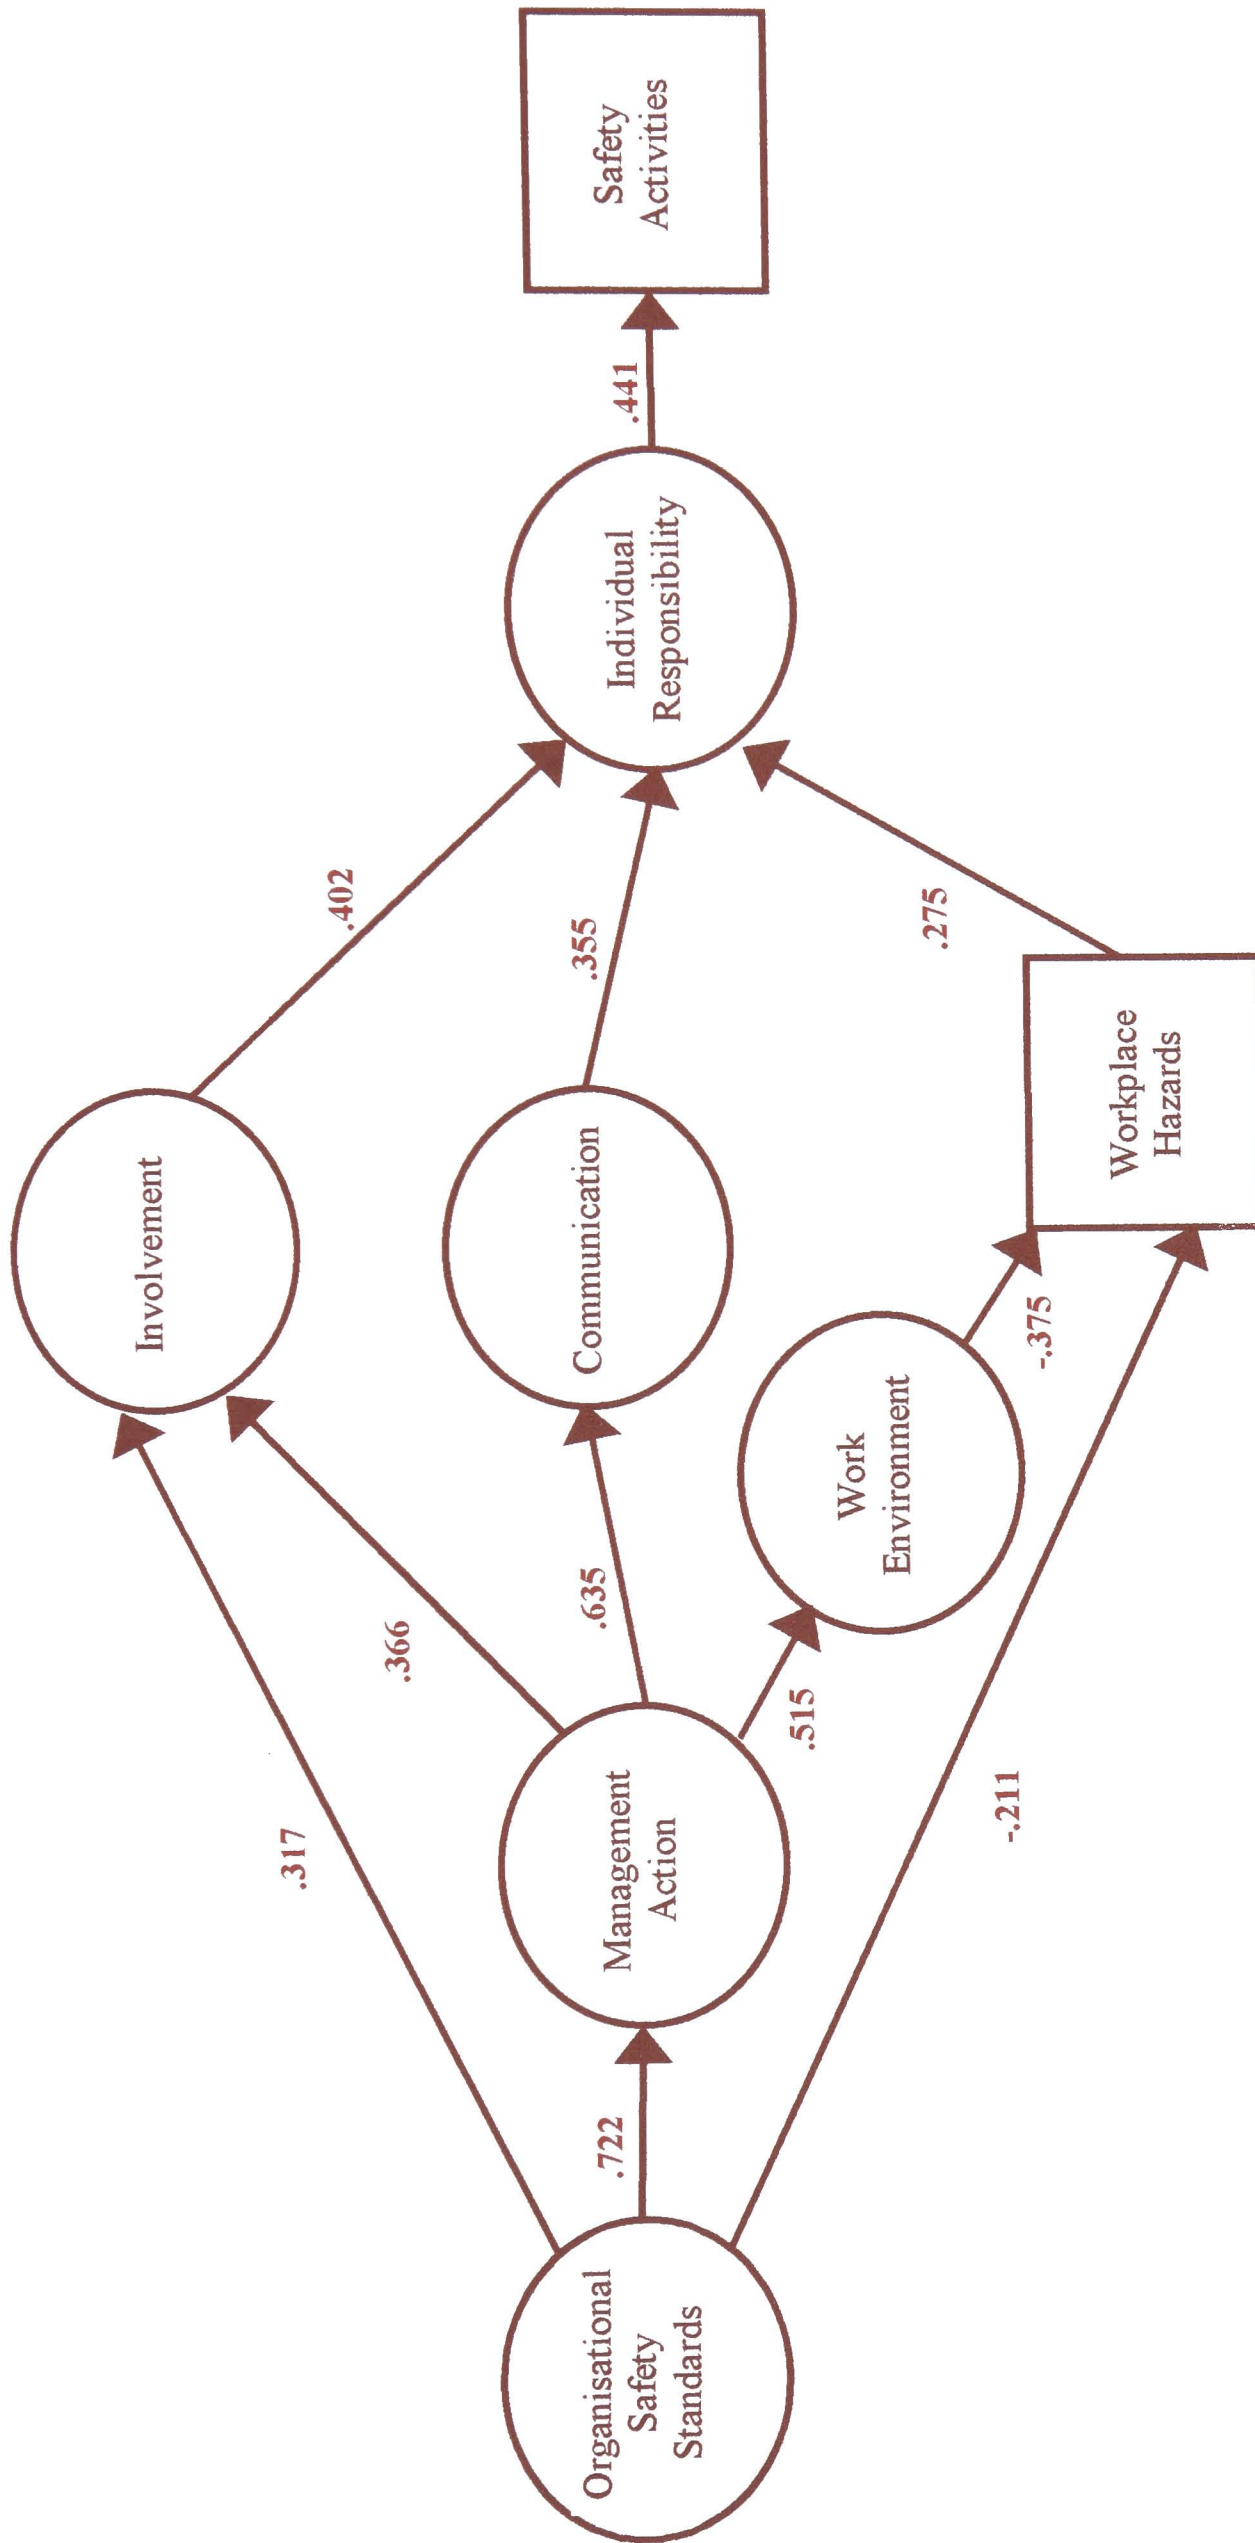 Organisational
Safety
Standards
.317
.722
-.211
Management
Action
.366
.635
.515
Involvement
Communication
Work
Environment
-.375
Workplace
Hazards
.402
.355
.275
Individual
Responsibility
.441
Safety
Activities